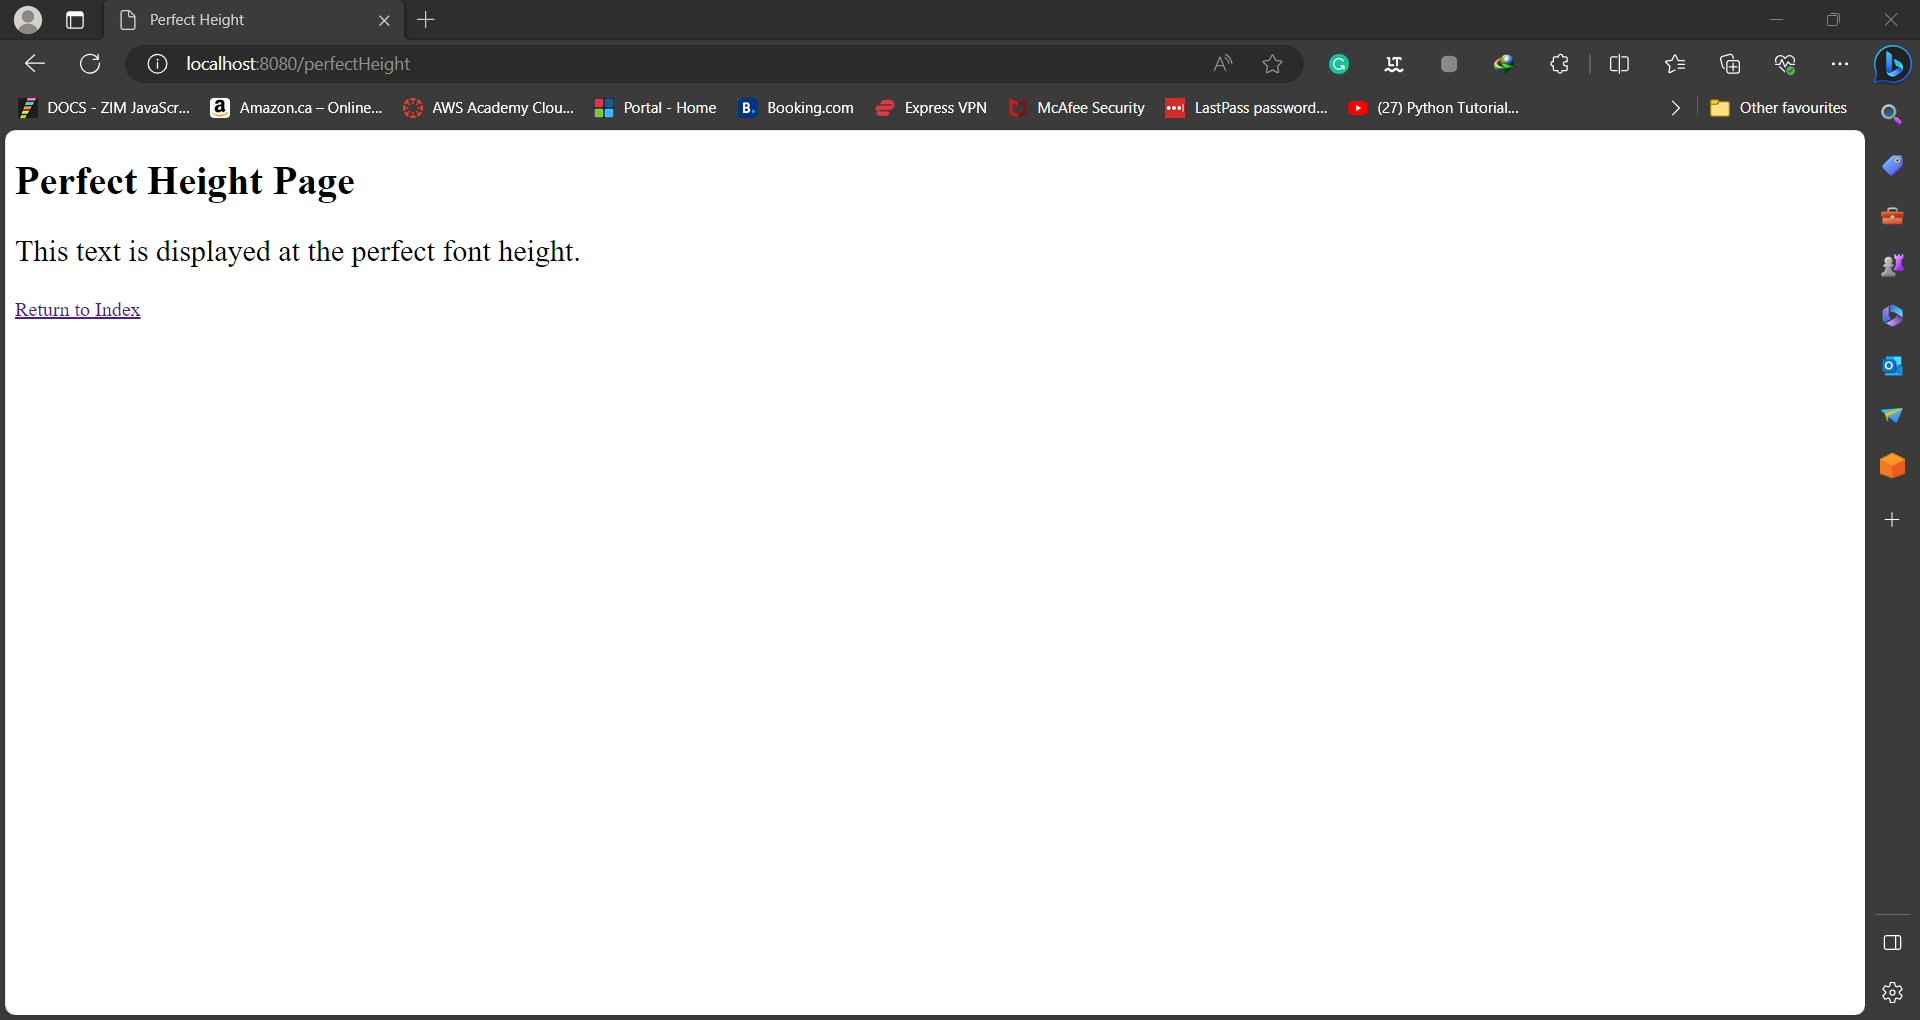 Perfect Height
localhost:8080/perfectHeight
DOCS - ZIM JavaScr... Amazon.ca – Online... AWS Academy Clou... Portal - Home Booking.com Express VPN McAfee Security LastPass password... (27) Python Tutorial... Other favourites
Perfect Height Page
This text is displayed at the perfect font height.
Return to Index